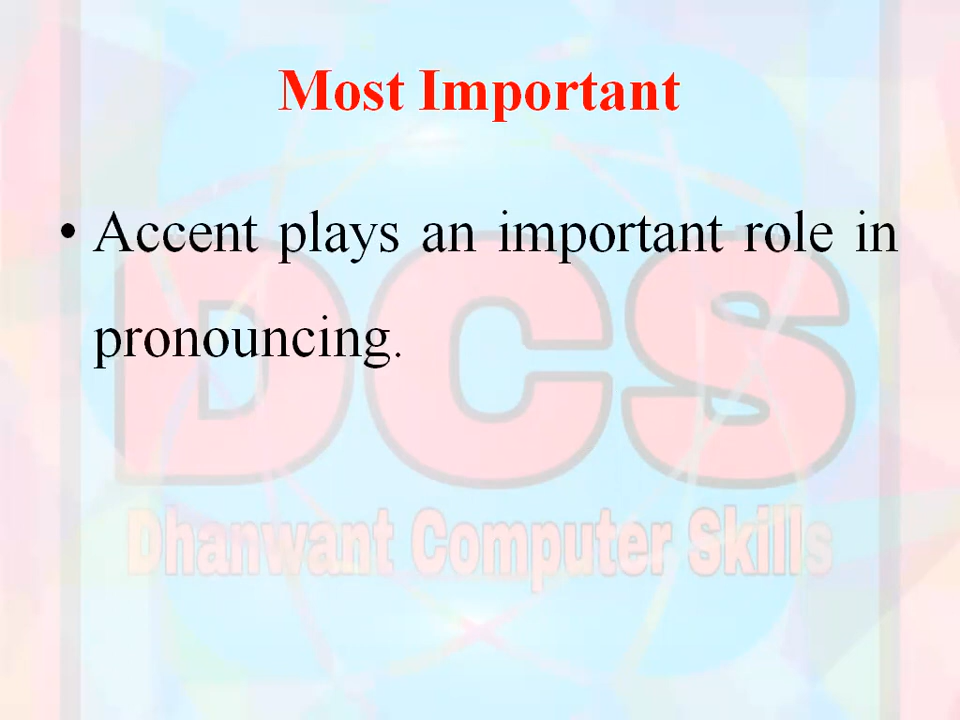 Most Important
• Accent plays an important role in
pronouncing.
DCS
Dhanwant Computer Skills